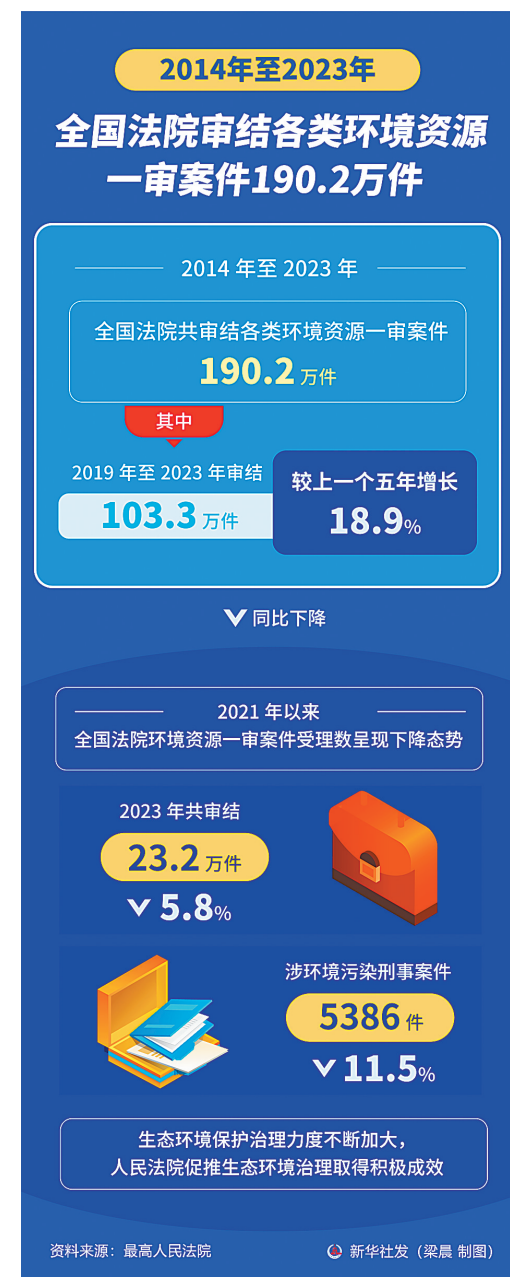 2014年至2023年
全国法院审结各类环境资源
一审案件190.2万件
2014 年至 2023 年
全国法院共审结各类环境资源一审案件
190.2 万件
其中
2019 年至 2023 年审结
103.3 万件
较上一个五年增长
18.9%
同比下降
2021 年以来
全国法院环境资源一审案件受理数呈现下降态势
2023 年共审结
23.2 万件
5.8%
涉环境污染刑事案件
5386 件
11.5%
生态环境保护治理力度不断加大，
人民法院促推生态环境治理取得积极成效
资料来源：最高人民法院
新华社发（梁晨 制图）